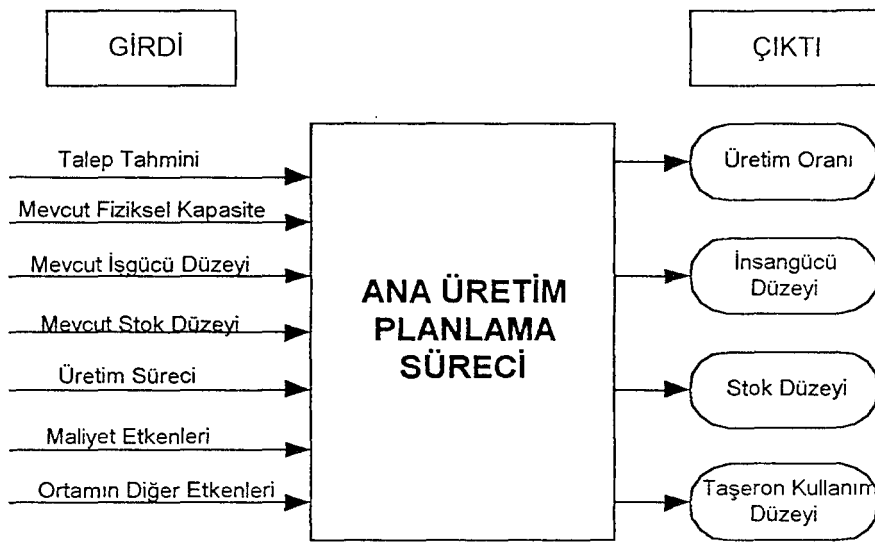 GİRDİ
ÇIKTI
Talep Tahmini
Mevcut Fiziksel Kapasite
Mevcut İşgücü Düzeyi
Mevcut Stok Düzeyi
Üretim Süreci
Maliyet Etkenleri
Ortamın Diğer Etkenleri
ANA ÜRETİM
PLANLAMA
SÜRECİ
Üretim Oranı
İnsangücü
Düzeyi
Stok Düzeyi
Taşeron Kullanım
Düzeyi